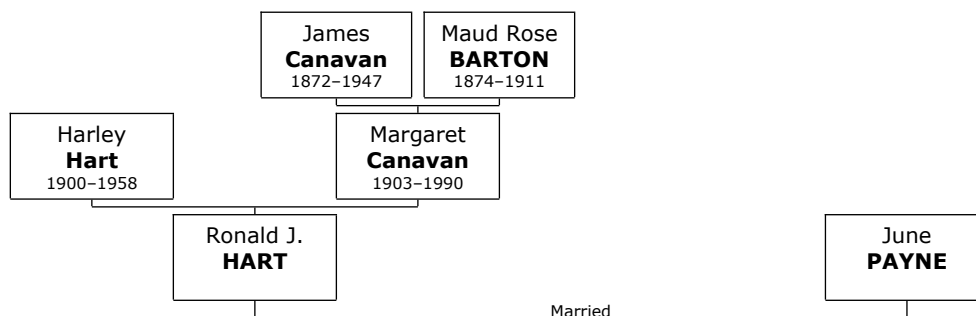 James
Canavan
1872–1947
Maud Rose
BARTON
1874–1911
Harley
Hart
1900–1958
Margaret
Canavan
1903–1990
Ronald J.
HART
June
PAYNE
Married